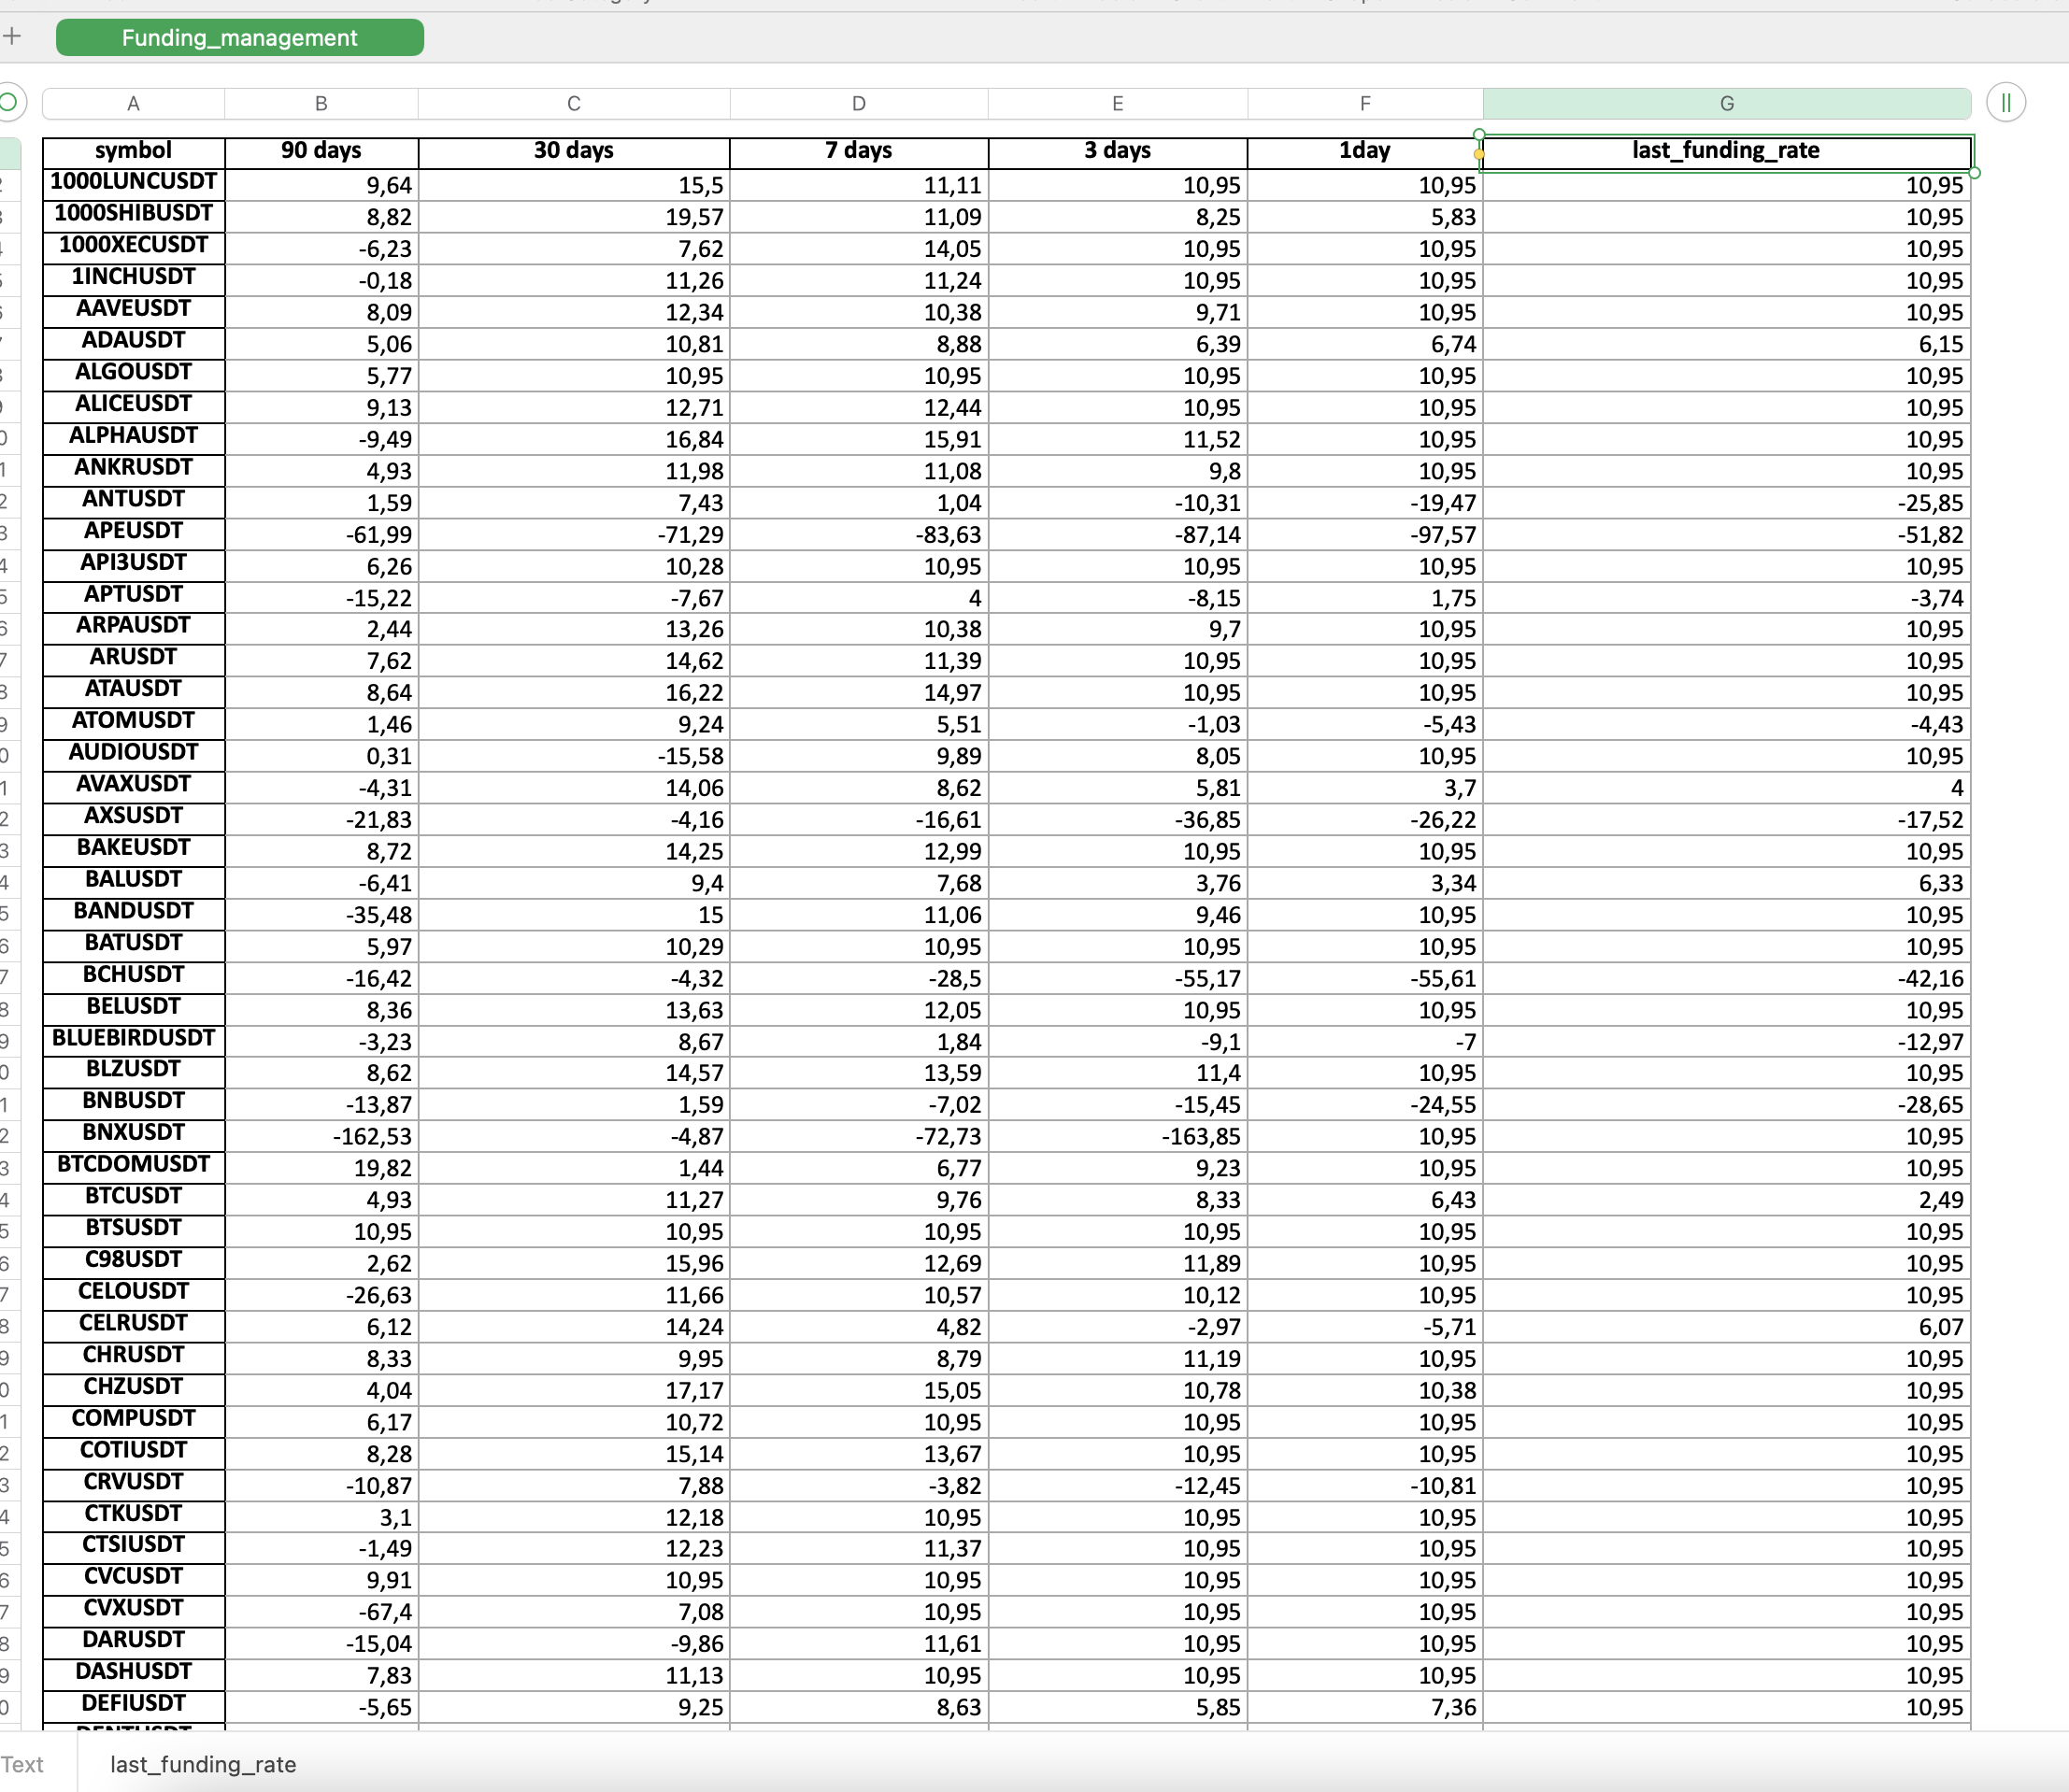 Funding_management
A B C D E F G
symbol 90 days 30 days 7 days 3 days 1day last_funding_rate
1000LUNCUSDT 9,64 15,5 11,11 10,95 10,95 10,95
1000SHIBUSDT 8,82 19,57 11,09 8,25 5,83 10,95
1000XECUSDT -6,23 7,62 14,05 10,95 10,95 10,95
1INCHUSDT -0,18 11,26 11,24 10,95 10,95 10,95
AAVEUSDT 8,09 12,34 10,38 9,71 10,95 10,95
ADAUSDT 5,06 10,81 8,88 6,39 6,74 6,15
ALGOUSDT 5,77 10,95 10,95 10,95 10,95 10,95
ALICEUSDT 9,13 12,71 12,44 10,95 10,95 10,95
ALPHAUSDT -9,49 16,84 15,91 11,52 10,95 10,95
ANKRUSDT 4,93 11,98 11,08 9,8 10,95 10,95
ANTUSDT 1,59 7,43 1,04 -10,31 -19,47 -25,85
APEUSDT -61,99 -71,29 -83,63 -87,14 -97,57 -51,82
API3USDT 6,26 10,28 10,95 10,95 10,95 10,95
APTUSDT -15,22 -7,67 4 -8,15 1,75 -3,74
ARPAUSDT 2,44 13,26 10,38 9,7 10,95 10,95
ARUSDT 7,62 14,62 11,39 10,95 10,95 10,95
ATAUSDT 8,64 16,22 14,97 10,95 10,95 10,95
ATOMUSDT 1,46 9,24 5,51 -1,03 -5,43 -4,43
AUDIOUSDT 0,31 -15,58 9,89 8,05 10,95 10,95
AVAXUSDT -4,31 14,06 8,62 5,81 3,7 4
AXSUSDT -21,83 -4,16 -16,61 -36,85 -26,22 -17,52
BAKEUSDT 8,72 14,25 12,99 10,95 10,95 10,95
BALUSDT -6,41 9,4 7,68 3,76 3,34 6,33
BANDUSDT -35,48 15 11,06 9,46 10,95 10,95
BATUSDT 5,97 10,29 10,95 10,95 10,95 10,95
BCHUSDT -16,42 -4,32 -28,5 -55,17 -55,61 -42,16
BELUSDT 8,36 13,63 12,05 10,95 10,95 10,95
BLUEBIRDUSDT -3,23 8,67 1,84 -9,1 -7 -12,97
BLZUSDT 8,62 14,57 13,59 11,4 10,95 10,95
BNBUSDT -13,87 1,59 -7,02 -15,45 -24,55 -28,65
BNXUSDT -162,53 -4,87 -72,73 -163,85 10,95 10,95
BTCDOMUSDT 19,82 1,44 6,77 9,23 10,95 10,95
BTCUSDT 4,93 11,27 9,76 8,33 6,43 2,49
BTSUSDT 10,95 10,95 10,95 10,95 10,95 10,95
C98USDT 2,62 15,96 12,69 11,89 10,95 10,95
CELOUSDT -26,63 11,66 10,57 10,12 10,95 10,95
CELRUSDT 6,12 14,24 4,82 -2,97 -5,71 6,07
CHRUSDT 8,33 9,95 8,79 11,19 10,95 10,95
CHZUSDT 4,04 17,17 15,05 10,78 10,38 10,95
COMPUSDT 6,17 10,72 10,95 10,95 10,95 10,95
COTIUSDT 8,28 15,14 13,67 10,95 10,95 10,95
CRVUSDT -10,87 7,88 -3,82 -12,45 -10,81 10,95
CTKUSDT 3,1 12,18 10,95 10,95 10,95 10,95
CTSIUSDT -1,49 12,23 11,37 10,95 10,95 10,95
CVCUSDT 9,91 10,95 10,95 10,95 10,95 10,95
CVXUSDT -67,4 7,08 10,95 10,95 10,95 10,95
DARUSDT -15,04 -9,86 11,61 10,95 10,95 10,95
DASHUSDT 7,83 11,13 10,95 10,95 10,95 10,95
DEFIUSDT -5,65 9,25 8,63 5,85 7,36 10,95
Text last_funding_rate